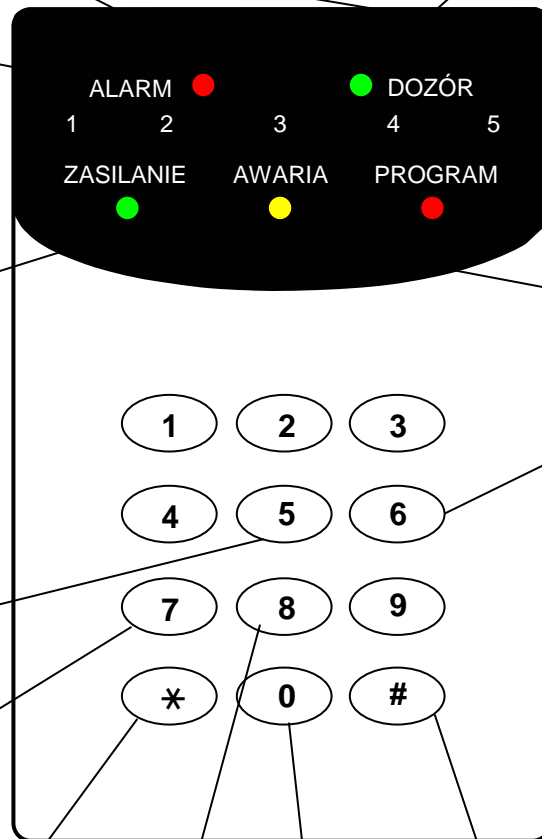 ALARM DOZÓR
1 2 3 4 5
ZASILANIE AWARIA PROGRAM
1 2 3
4 5 6
7 8 9
* 0 #